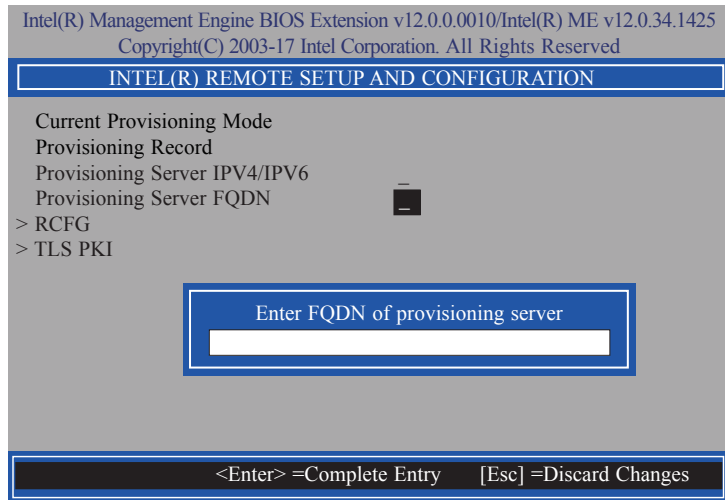 Intel(R) Management Engine BIOS Extension v12.0.0.0010/Intel(R) ME v12.0.34.1425
Copyright(C) 2003-17 Intel Corporation. All Rights Reserved
INTEL(R) REMOTE SETUP AND CONFIGURATION
Current Provisioning Mode
Provisioning Record
Provisioning Server IPV4/IPV6 _
Provisioning Server FQDN _
> RCFG
> TLS PKI
Enter FQDN of provisioning server
<Enter> =Complete Entry [Esc] =Discard Changes